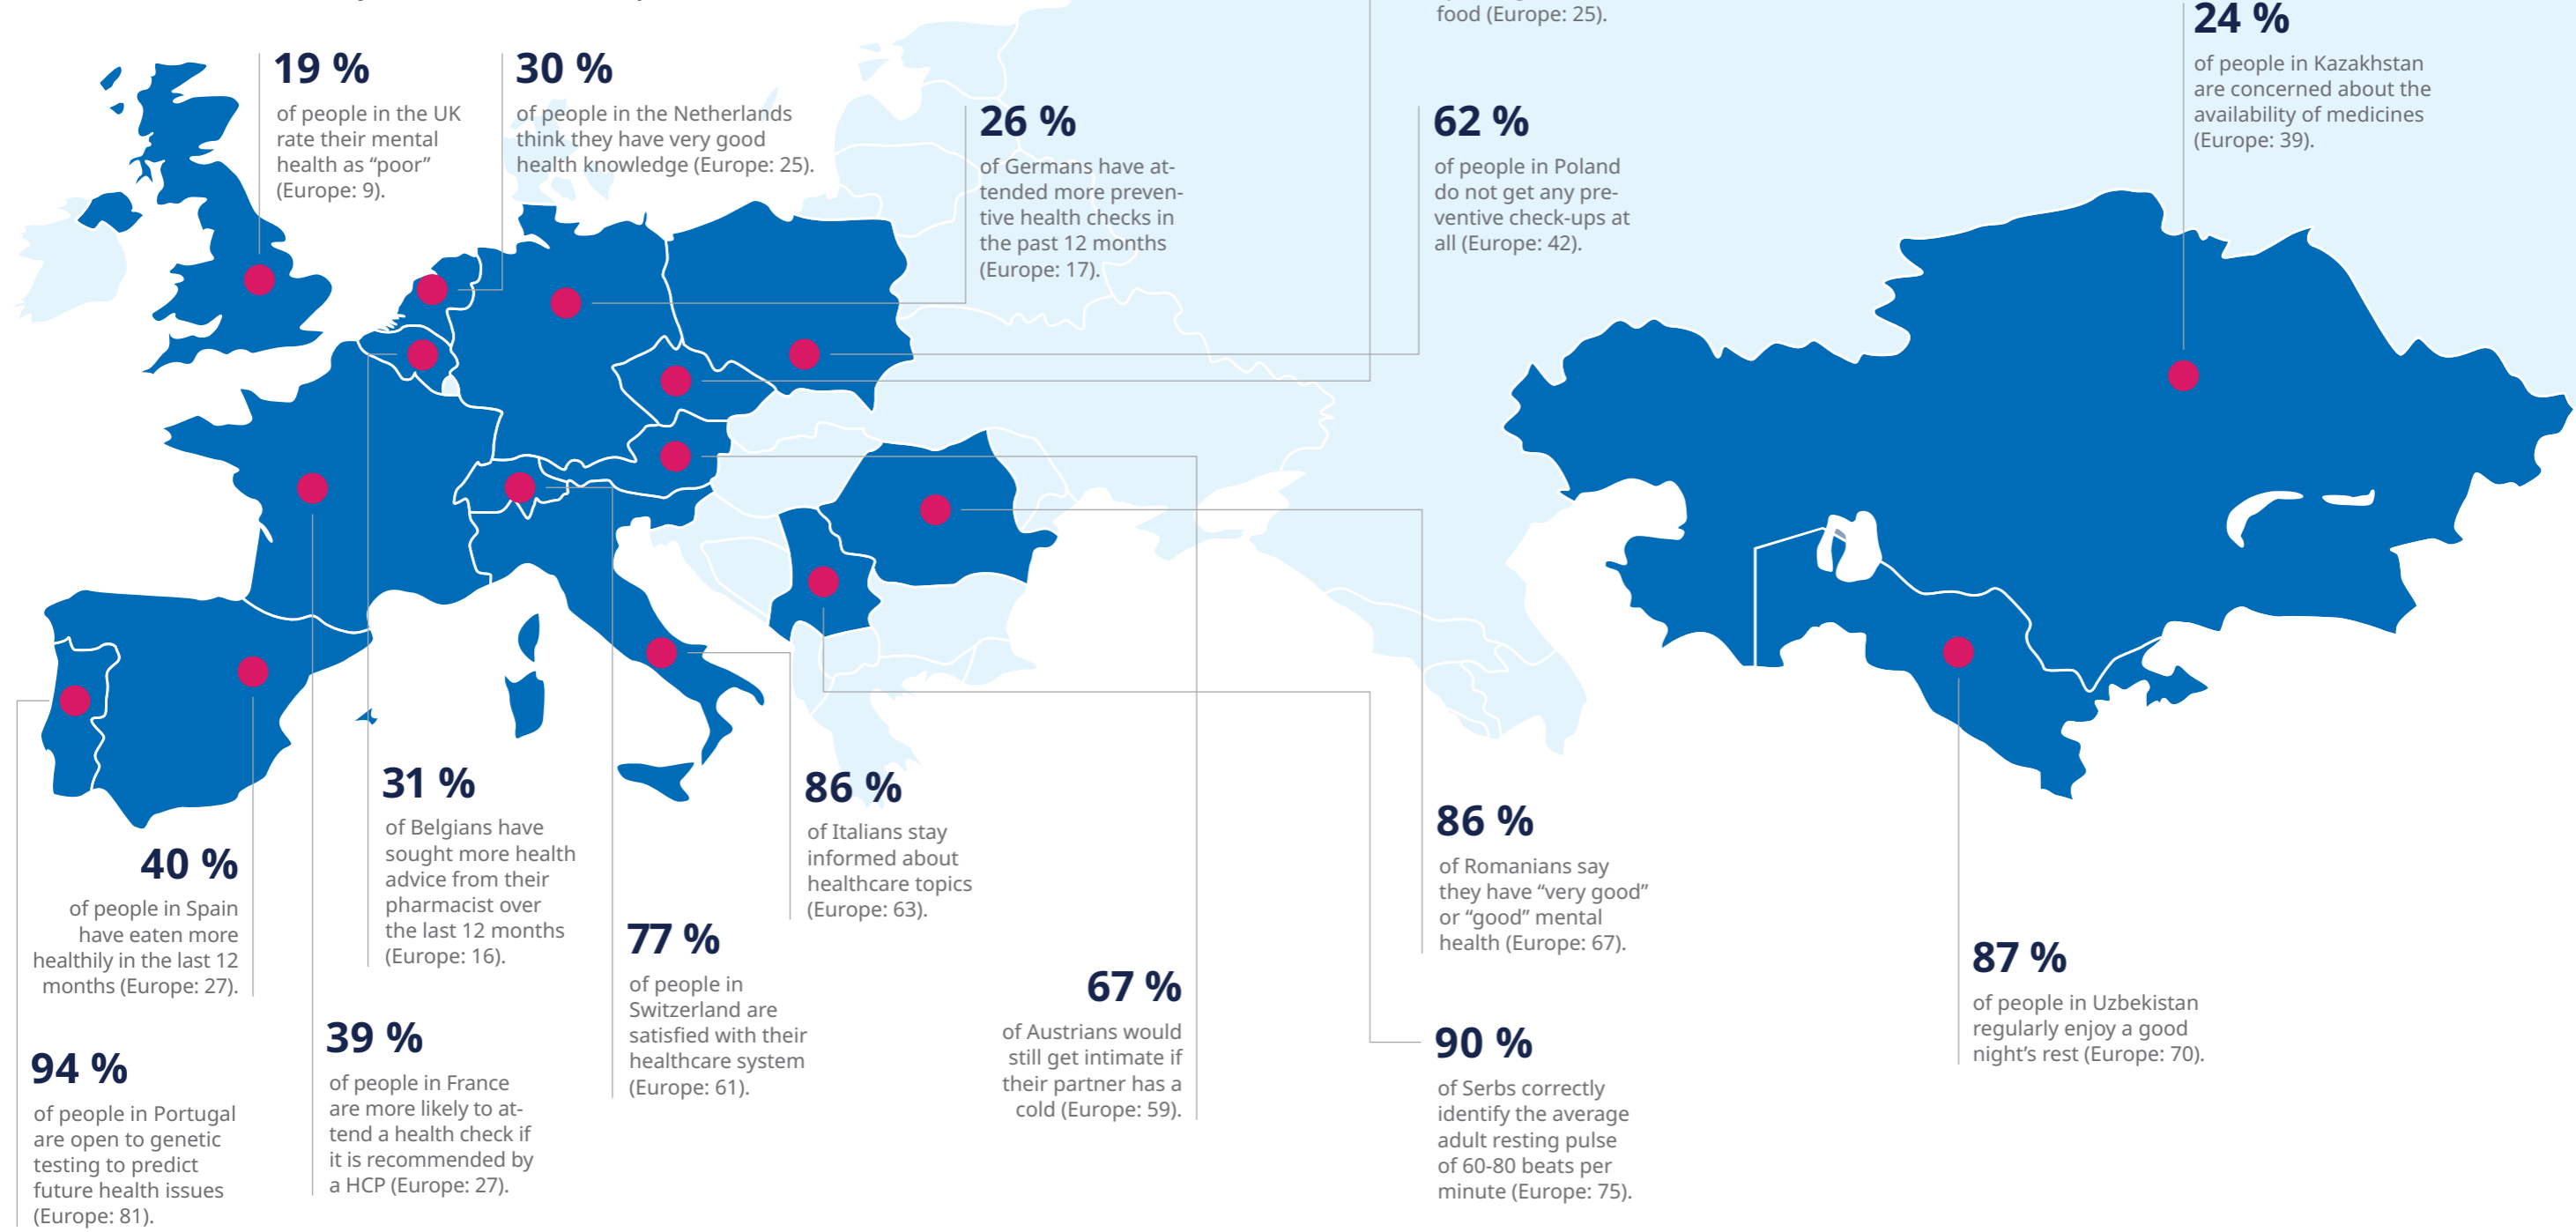 food (Europe: 25).
24 %
of people in Kazakhstan
are concerned about the
availability of medicines
(Europe: 39).
19 %
of people in the UK
rate their mental
health as “poor”
(Europe: 9).
30 %
of people in the Netherlands
think they have very good
health knowledge (Europe: 25).
26 %
of Germans have at-
tended more preven-
tive health checks in
the past 12 months
(Europe: 17).
62 %
of people in Poland
do not get any pre-
ventive check-ups at
all (Europe: 42).
31 %
of Belgians have
sought more health
advice from their
pharmacist over
the last 12 months
(Europe: 16).
86 %
of Italians stay
informed about
healthcare topics
(Europe: 63).
86 %
of Romanians say
they have “very good”
or “good” mental
health (Europe: 67).
40 %
of people in Spain
have eaten more
healthily in the last 12
months (Europe: 27).
77 %
of people in
Switzerland are
satisfied with their
healthcare system
(Europe: 61).
87 %
of people in Uzbekistan
regularly enjoy a good
night’s rest (Europe: 70).
67 %
of Austrians would
still get intimate if
their partner has a
cold (Europe: 59).
39 %
of people in France
are more likely to at-
tend a health check if
it is recommended by
a HCP (Europe: 27).
90 %
of Serbs correctly
identify the average
adult resting pulse
of 60-80 beats per
minute (Europe: 75).
94 %
of people in Portugal
are open to genetic
testing to predict
future health issues
(Europe: 81).